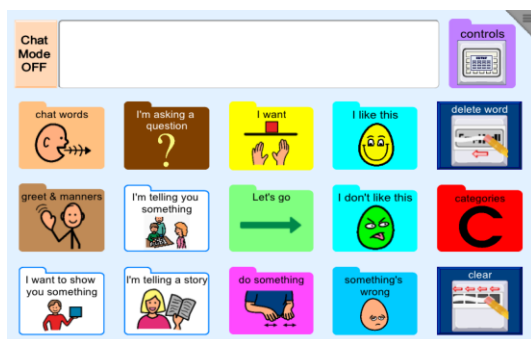 Chat
Mode
OFF
controls
chat words
I'm asking a
question
?
I want
I like this
delete word
greet & manners
I'm telling you
something
Let's go
I don't like this
categories
C
I want to show
you something
I'm telling a story
do something
something's
wrong
clear